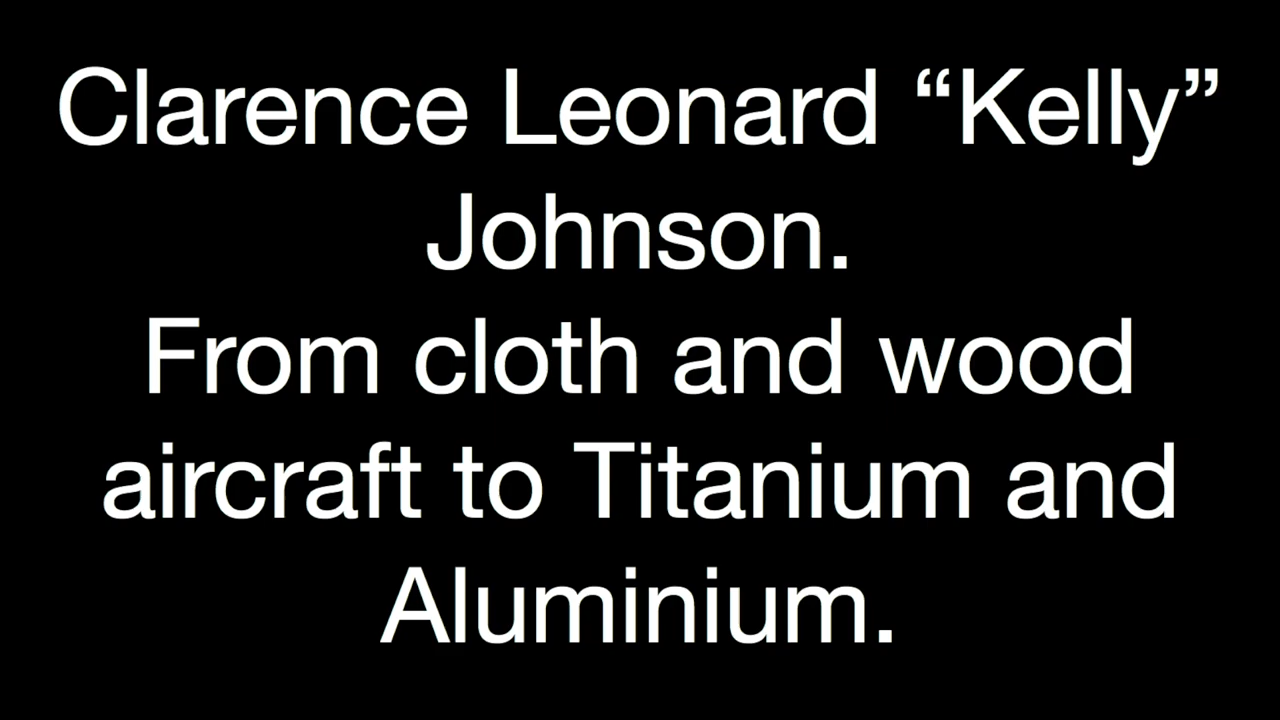 Clarence Leonard “Kelly”
Johnson.
From cloth and wood
aircraft to Titanium and
Aluminium.